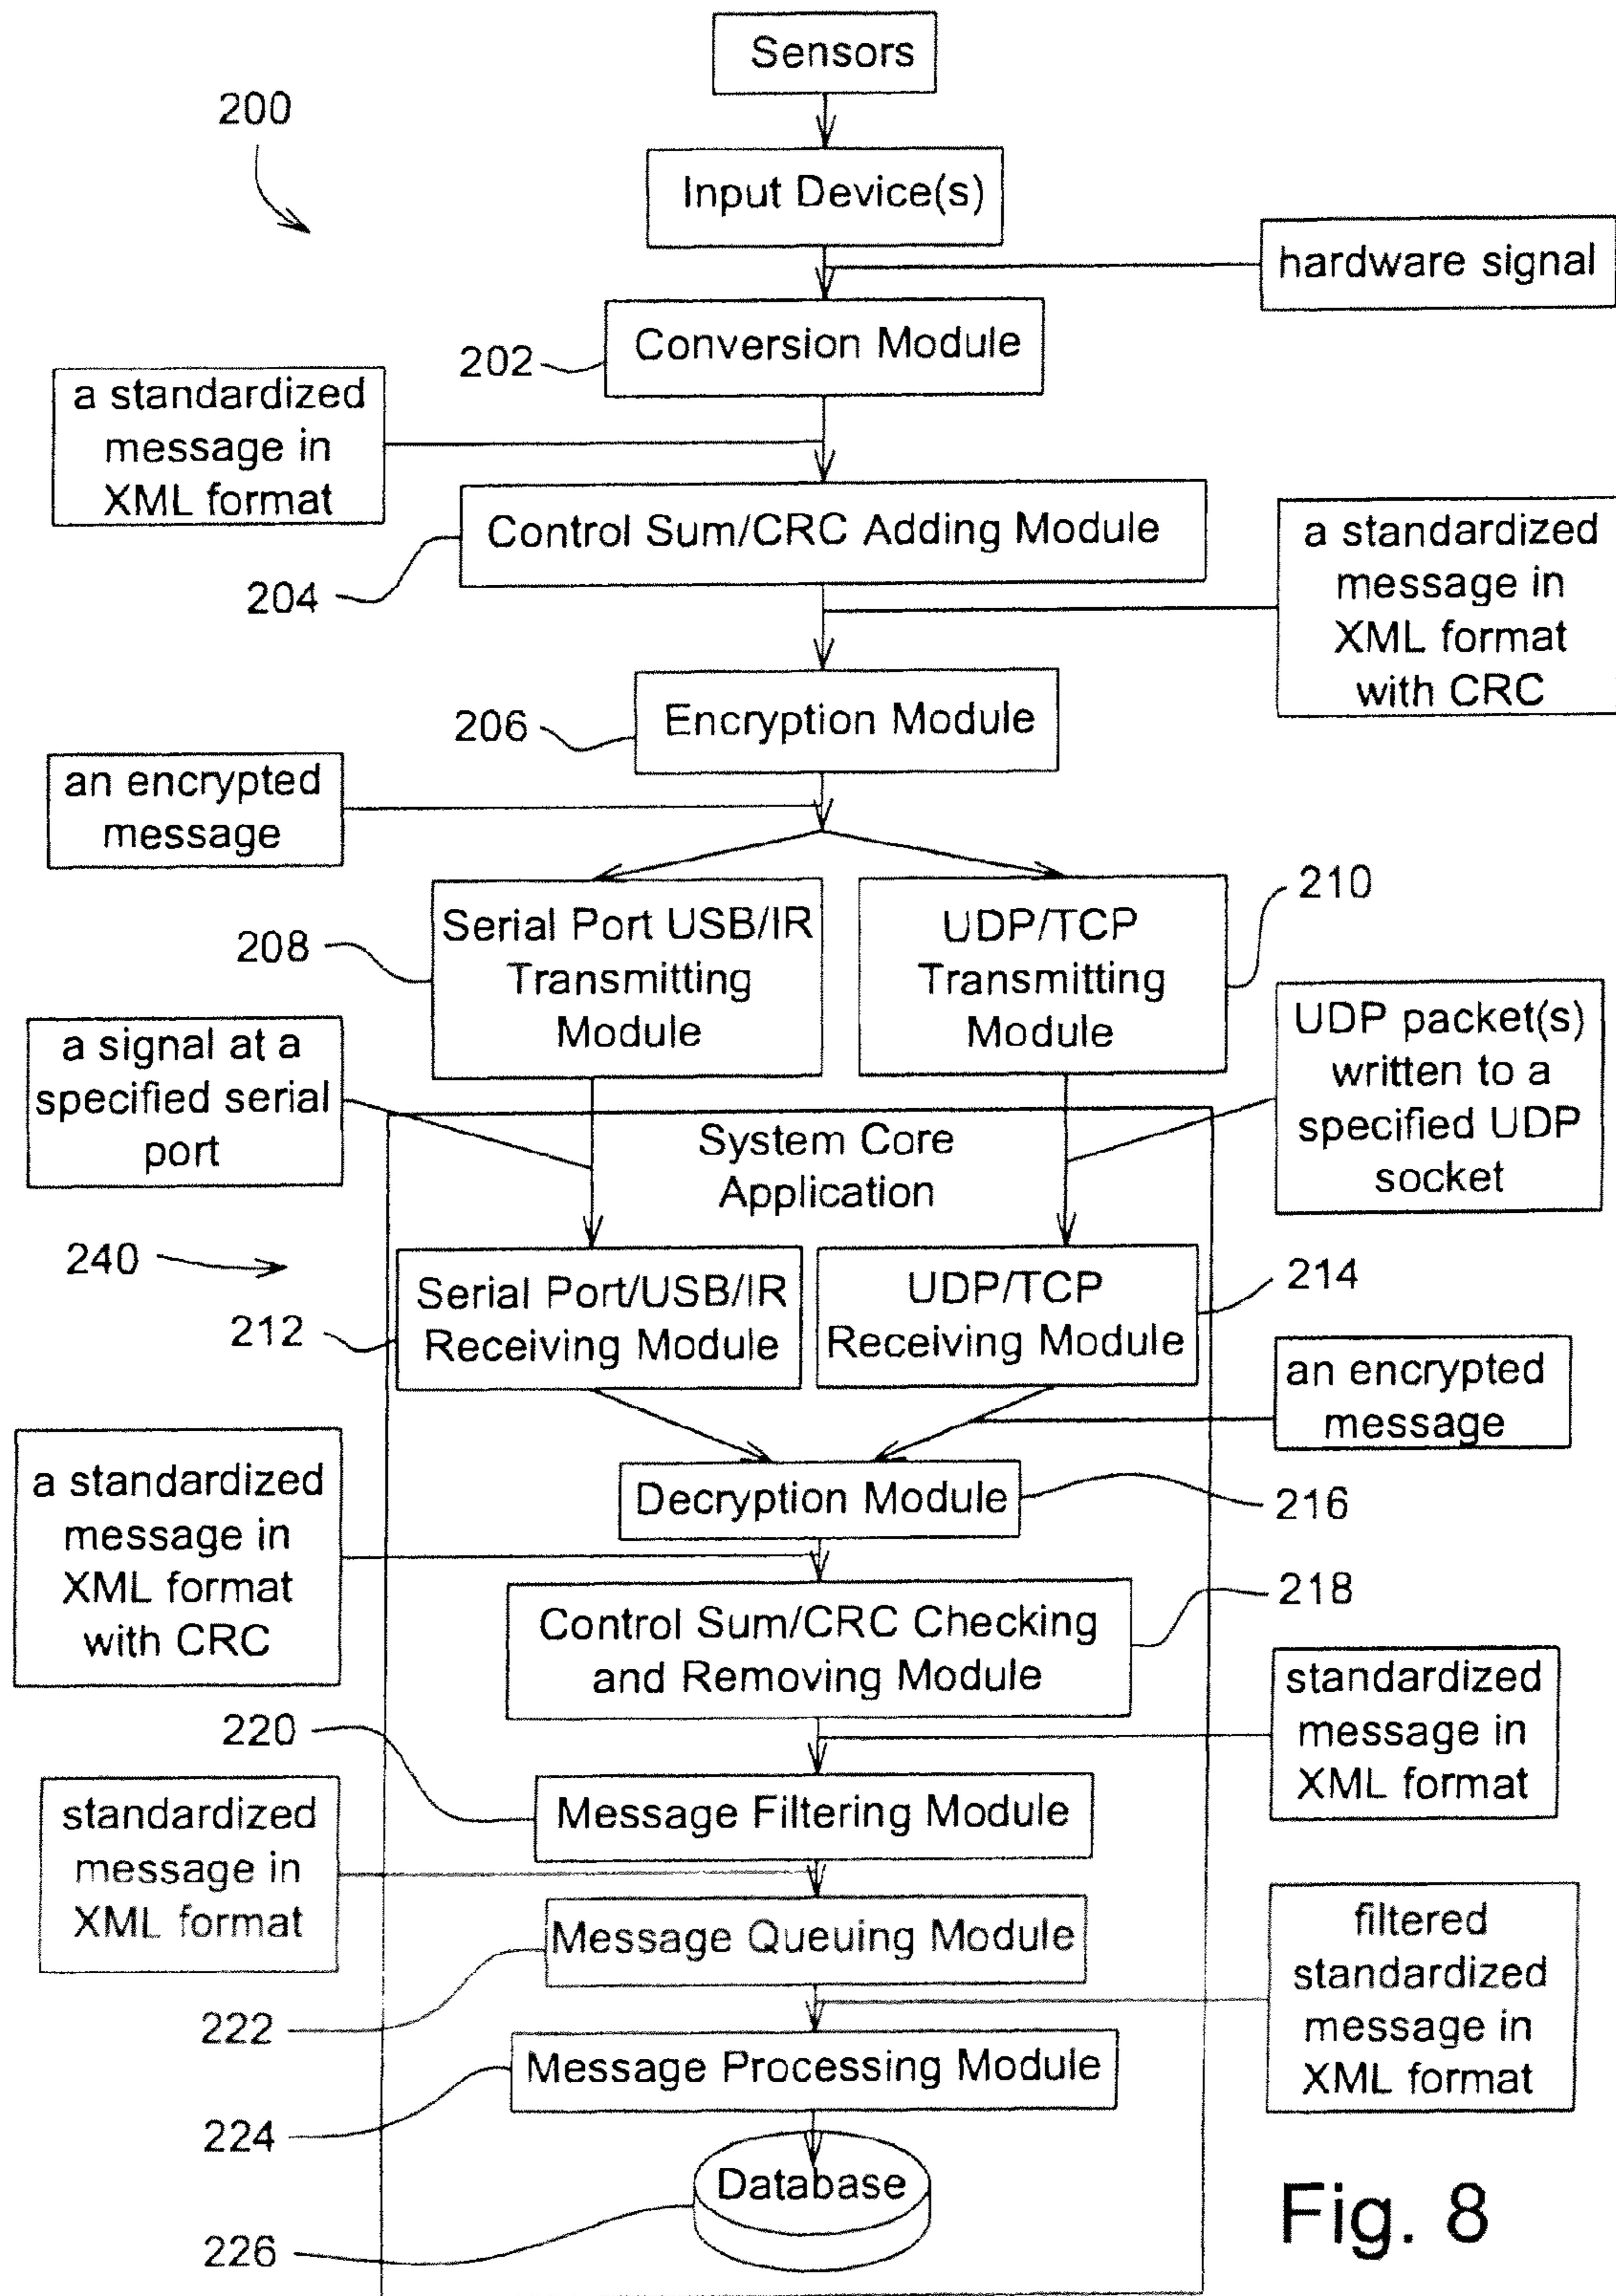 Sensors
200
Input Device(s)
hardware signal
Conversion Module
202
a standardized
message in
XML format
Control Sum/CRC Adding Module
204
a standardized
message in
XML format
with CRC
Encryption Module
206
an encrypted
message
210
Serial Port USB/IR
Transmitting
Module
208
UDP/TCP
Transmitting
Module
a signal at a
specified serial
port
UDP packet(s)
written to a
specified UDP
socket
System Core
Application
240
Serial Port/USB/IR
Receiving Module
212
UDP/TCP
Receiving Module
214
an encrypted
message
a standardized
message in
XML format
with CRC
Decryption Module
216
Control Sum/CRC Checking
and Removing Module
218
standardized
message in
XML format
220
Message Filtering Module
standardized
message in
XML format
Message Queuing Module
222
filtered
standardized
message in
XML format
Message Processing Module
224
Database
226
Fig. 8